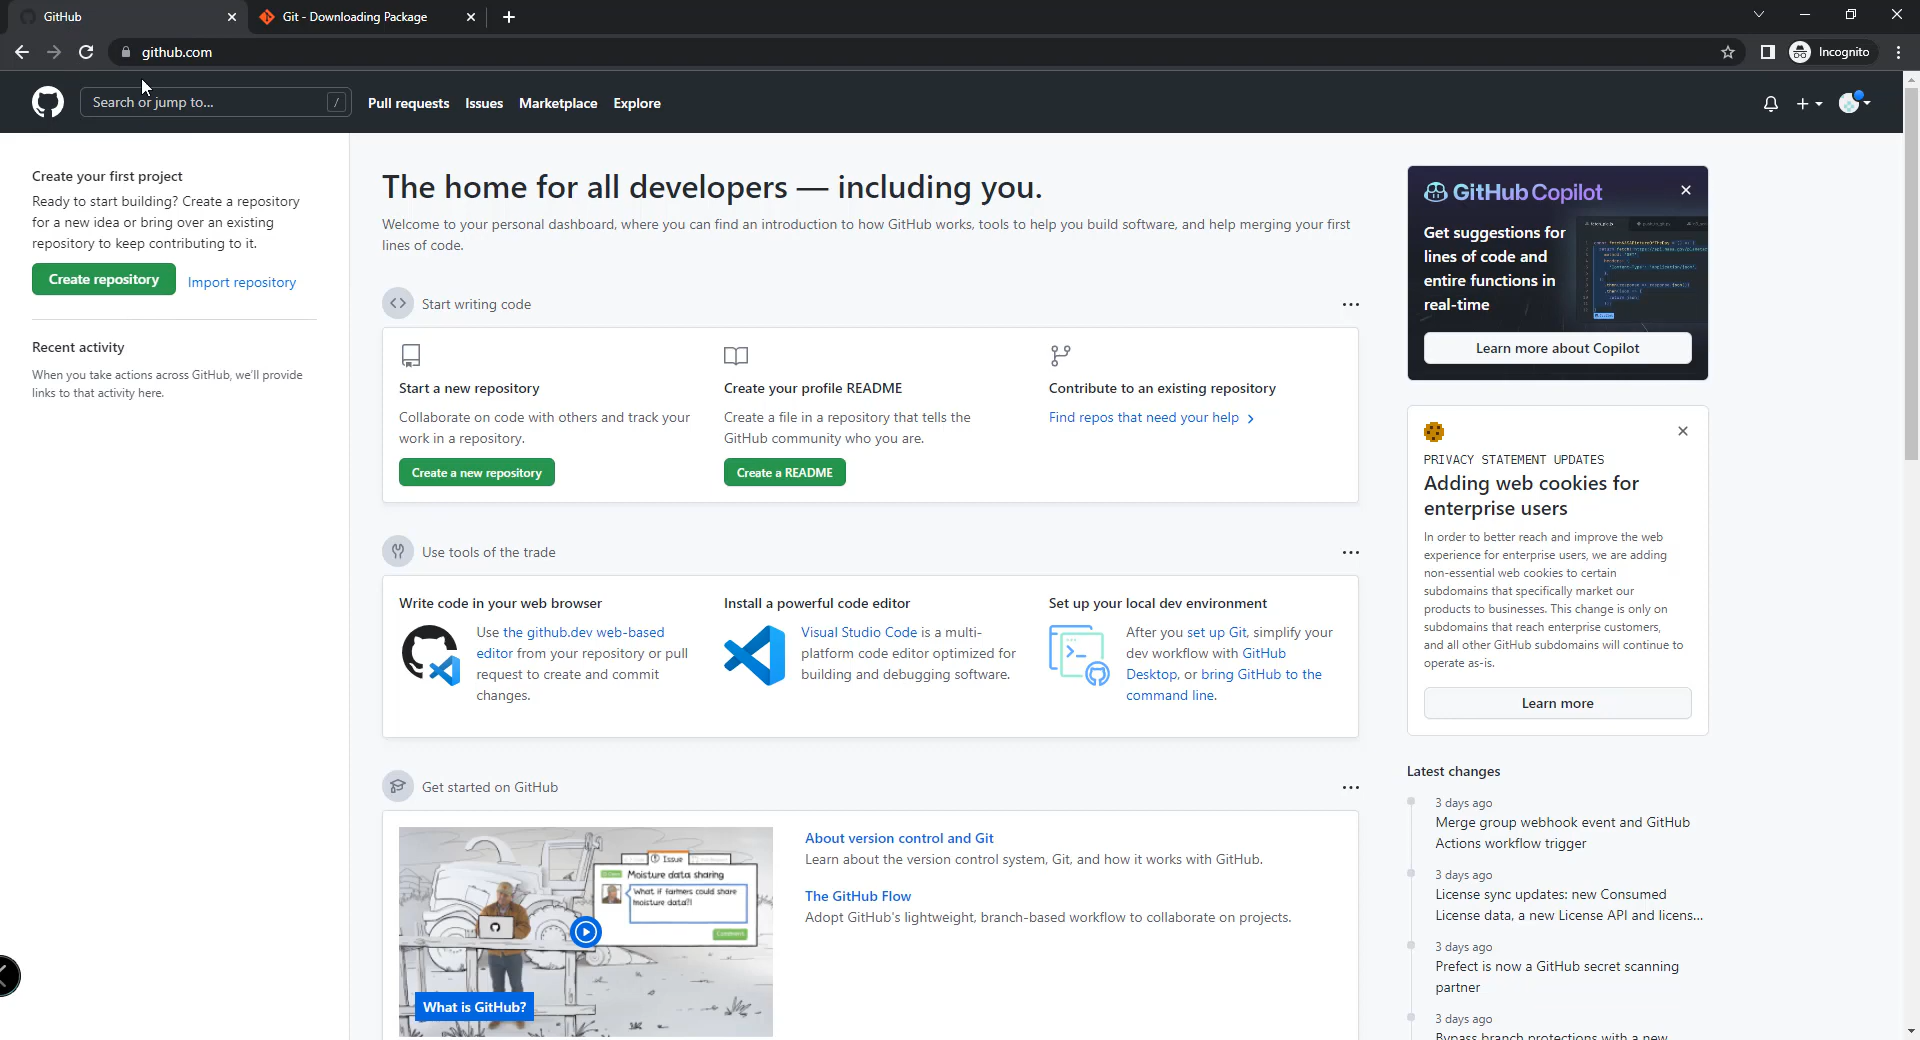 GitHub
Git - Downloading Package
github.com
Incognito
Search or jump to...
/
Pull requests
Issues
Marketplace
Explore
Create your first project
Ready to start building? Create a repository
for a new idea or bring over an existing
repository to keep contributing to it.
Create repository
Import repository
Recent activity
When you take actions across GitHub, we'll provide
links to that activity here.
The home for all developers — including you.
Welcome to your personal dashboard, where you can find an introduction to how GitHub works, tools to help you build software, and help merging your first
lines of code.
Start writing code
Start a new repository
Collaborate on code with others and track your
work in a repository.
Create a new repository
Create your profile README
Create a file in a repository that tells the
GitHub community who you are.
Create a README
Contribute to an existing repository
Find repos that need your help
Use tools of the trade
Write code in your web browser
Use the github.dev web-based
editor from your repository or pull
request to create and commit
changes.
Install a powerful code editor
Visual Studio Code is a multi-
platform code editor optimized for
building and debugging software.
Set up your local dev environment
After you set up Git, simplify your
dev workflow with GitHub
Desktop, or bring GitHub to the
command line.
Get started on GitHub
Issue
Moisture data sharing
What if farmers could share
moisture data?!
Comment
What is GitHub?
About version control and Git
Learn about the version control system, Git, and how it works with GitHub.
The GitHub Flow
Adopt GitHub's lightweight, branch-based workflow to collaborate on projects.
GitHub Copilot
Get suggestions for
lines of code and
entire functions in
real-time
Learn more about Copilot
PRIVACY STATEMENT UPDATES
Adding web cookies for
enterprise users
In order to better reach and improve the web
experience for enterprise users, we are adding
non-essential web cookies to certain
subdomains that specifically market our
products to businesses. This change is only on
subdomains that reach enterprise customers,
and all other GitHub subdomains will continue to
operate as-is.
Learn more
Latest changes
3 days ago
Merge group webhook event and GitHub
Actions workflow trigger
3 days ago
License sync updates: new Consumed
License data, a new License API and licens...
3 days ago
Prefect is now a GitHub secret scanning
partner
3 days ago
Bypass branch protections with a new